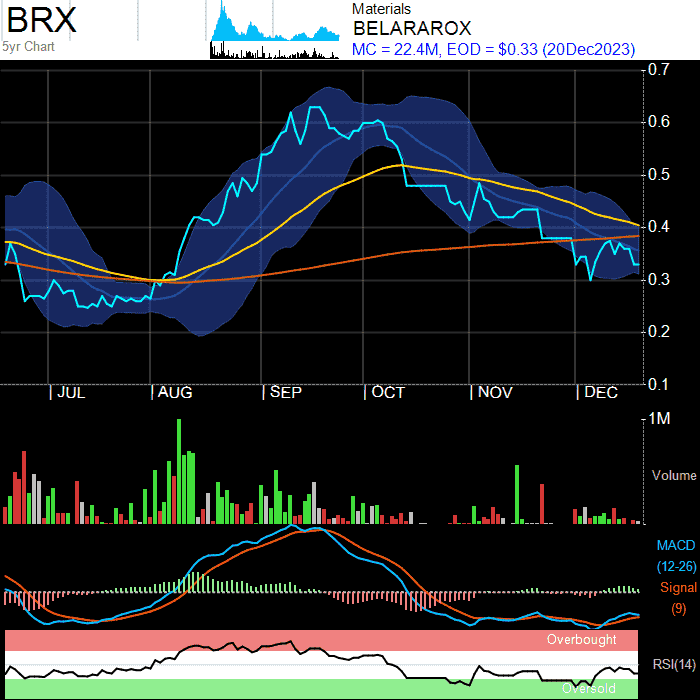 BRX
5yr Chart
Materials
BELARAROX
MC = 22.4M, EOD = $0.33 (20Dec2023)
0.7
0.6
0.5
0.4
0.3
0.2
0.1
| JUL | AUG | SEP | OCT | NOV | DEC
1M
Volume
MACD
(12-26)
Signal
(9)
Overbought
RSI(14)
Oversold